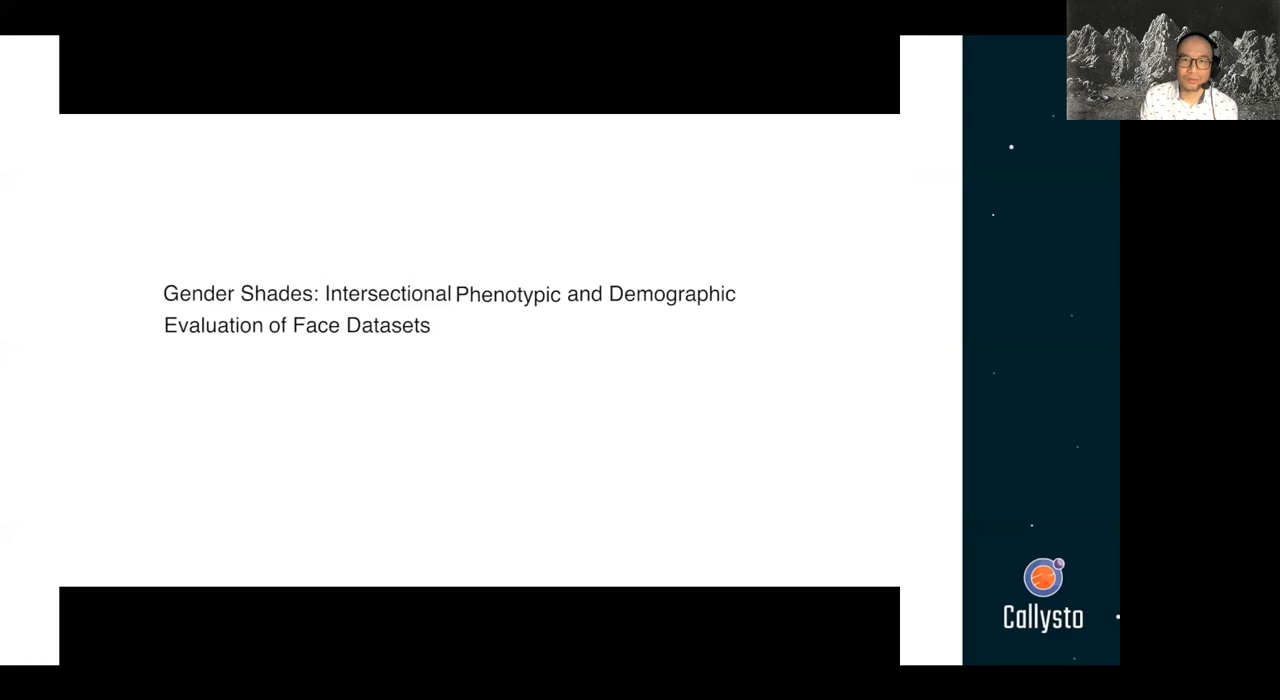 Gender Shades: Intersectional Phenotypic and Demographic
Evaluation of Face Datasets
Callysto